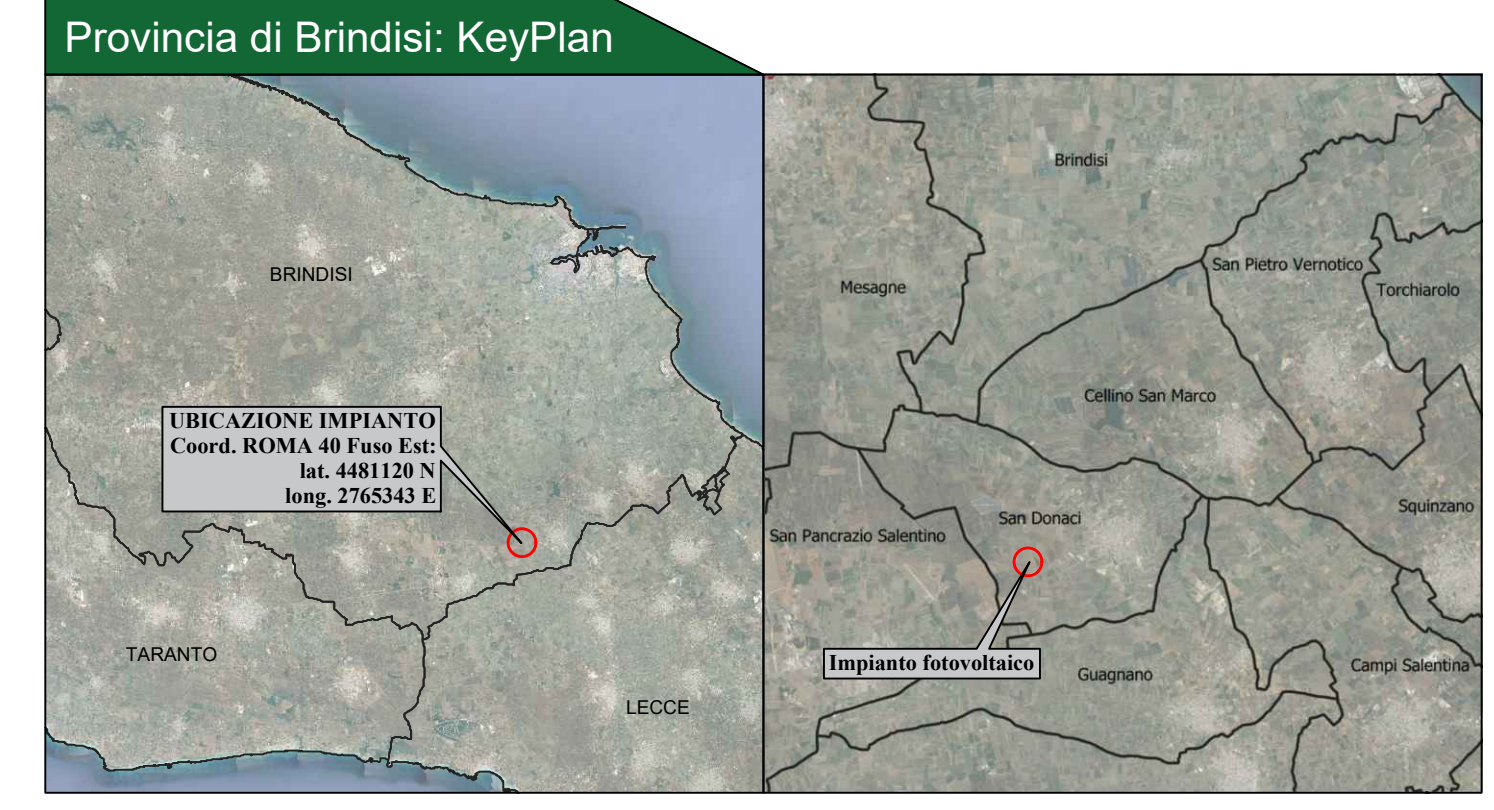 Provincia di Brindisi: KeyPlan
BRINDISI
UBICAZIONE IMPIANTO
Coord. ROMA 40 Fuso Est:
lat. 4481120 N
long. 2765343 E
TARANTO
LECCE
Brindisi
San Pietro Vernotico
Mesagne
Torchiarolo
Cellino San Marco
Squinzano
San Donaci
San Pancrazio Salentino
Impianto fotovoltaico
Guagnano
Campi Salentina